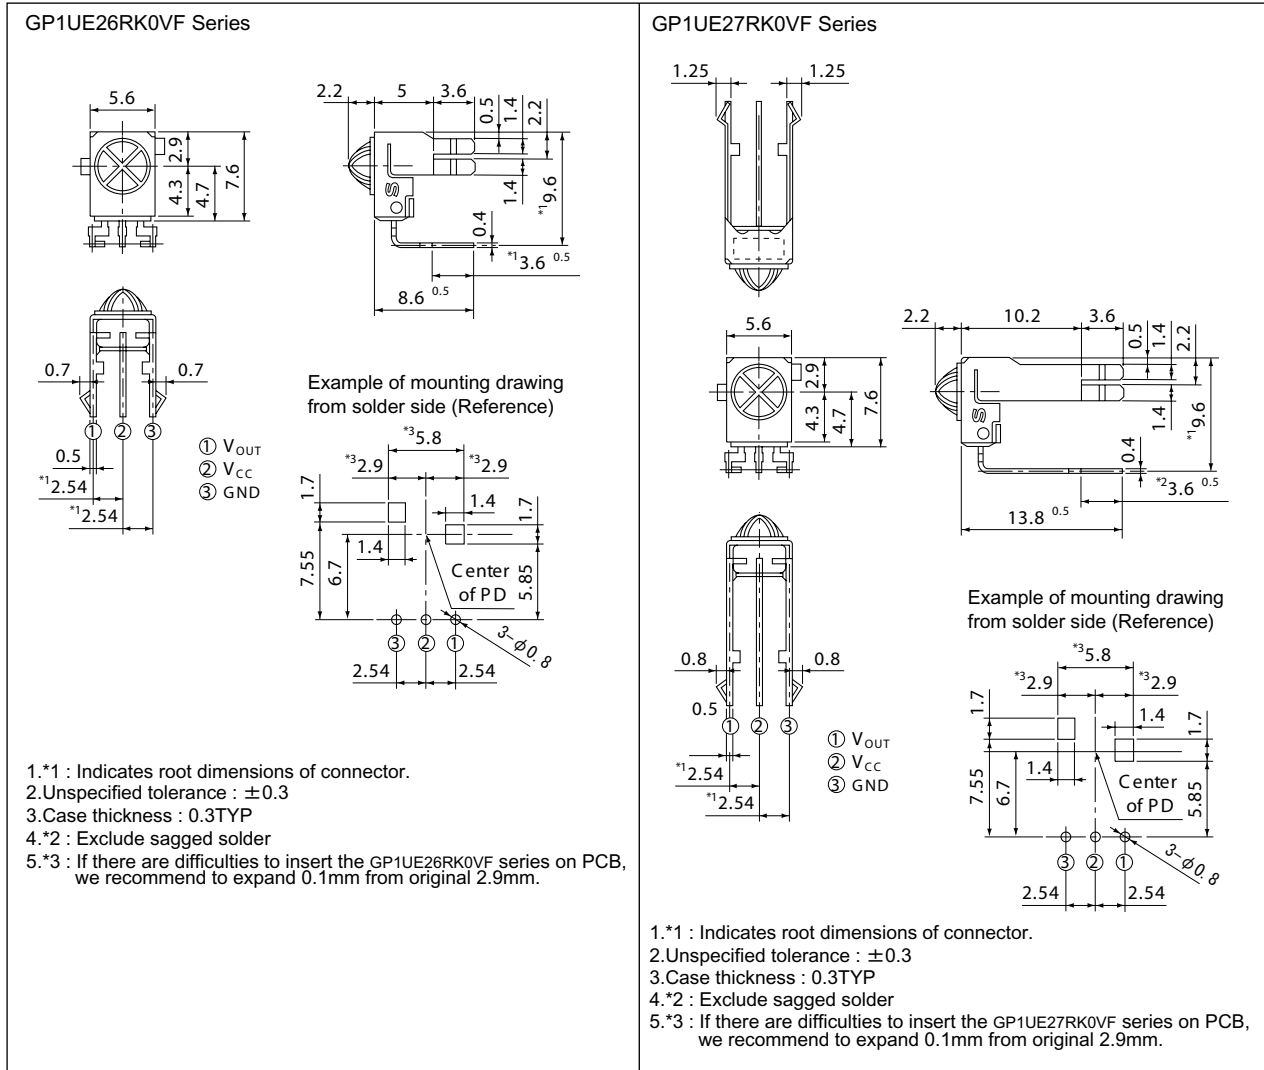 GP1UE26RK0VF Series
5.6
2.9
4.3
4.7
7.6
2.2
5
3.6
0.5
1.4
2.2
1.4
*19.6
0.4
*13.6 0.5
8.6 0.5
S
0.7
0.7
① ② ③
0.5
*12.54
*12.54
① VOUT
② VCC
③ GND
Example of mounting drawing
from solder side (Reference)
*35.8
*32.9
*32.9
1.7
1.4
1.7
1.4
7.55
6.7
Center
of PD
5.85
③ ② ①
3-φ0.8
2.54
2.54
1.*1 : Indicates root dimensions of connector.
2.Unspecified tolerance : ±0.3
3.Case thickness : 0.3TYP
4.*2 : Exclude sagged solder
5.*3 : If there are difficulties to insert the GP1UE26RK0VF series on PCB,
we recommend to expand 0.1mm from original 2.9mm.
GP1UE27RK0VF Series
1.25
1.25
5.6
2.9
4.3
4.7
7.6
2.2
10.2
3.6
0.5
1.4
2.2
1.4
*19.6
0.4
*23.6 0.5
13.8 0.5
S
0.8
0.8
0.5
① ② ③
*12.54
*12.54
① VOUT
② VCC
③ GND
Example of mounting drawing
from solder side (Reference)
*35.8
*32.9
*32.9
1.7
1.4
1.7
1.4
7.55
6.7
Center
of PD
5.85
③ ② ①
3-φ0.8
2.54
2.54
1.*1 : Indicates root dimensions of connector.
2.Unspecified tolerance : ±0.3
3.Case thickness : 0.3TYP
4.*2 : Exclude sagged solder
5.*3 : If there are difficulties to insert the GP1UE27RK0VF series on PCB,
we recommend to expand 0.1mm from original 2.9mm.